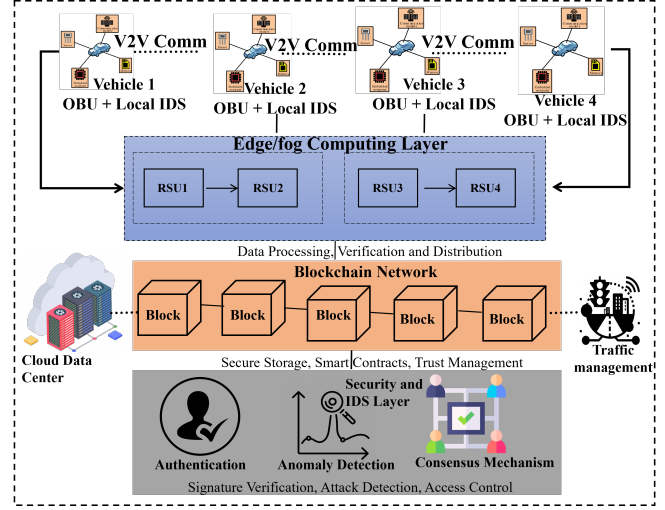 V2V Comm
V2V Comm
V2V Comm
Vehicle 1
OBU + Local IDS
Vehicle 2
OBU + Local IDS
Vehicle 3
OBU + Local IDS
Vehicle 4
OBU + Local IDS
Edge/fog Computing Layer
RSU1
RSU2
RSU3
RSU4
Data Processing, Verification and Distribution
Blockchain Network
Block
Block
Block
Block
Block
Cloud Data
Center
Traffic
management
Secure Storage, Smart Contracts, Trust Management
Security and
IDS Layer
Authentication
Anomaly Detection
Consensus Mechanism
Signature Verification, Attack Detection, Access Control